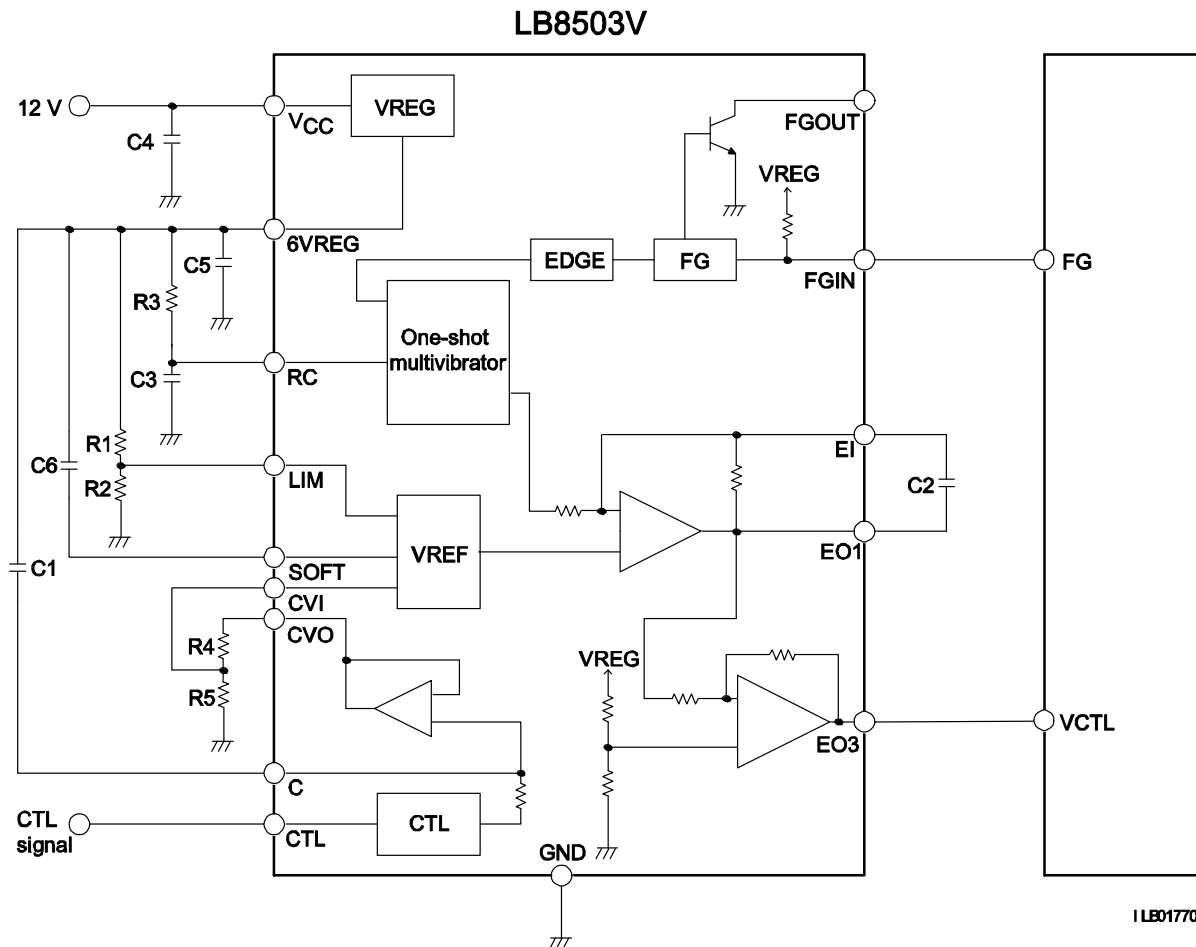 LB8503V
12 V
C4
VCC
VREG
FGOUT
VREG
6VREG
C5
EDGE
FG
FGIN
FG
R3
One-shot
multivibrator
C3
RC
R1
EI
C6
R2
LIM
C2
VREF
EO1
C1
SOFT
CVI
CVO
R4
VREG
R5
EO3
VCTL
C
CTL
signal
CTL
CTL
GND
ILB01770